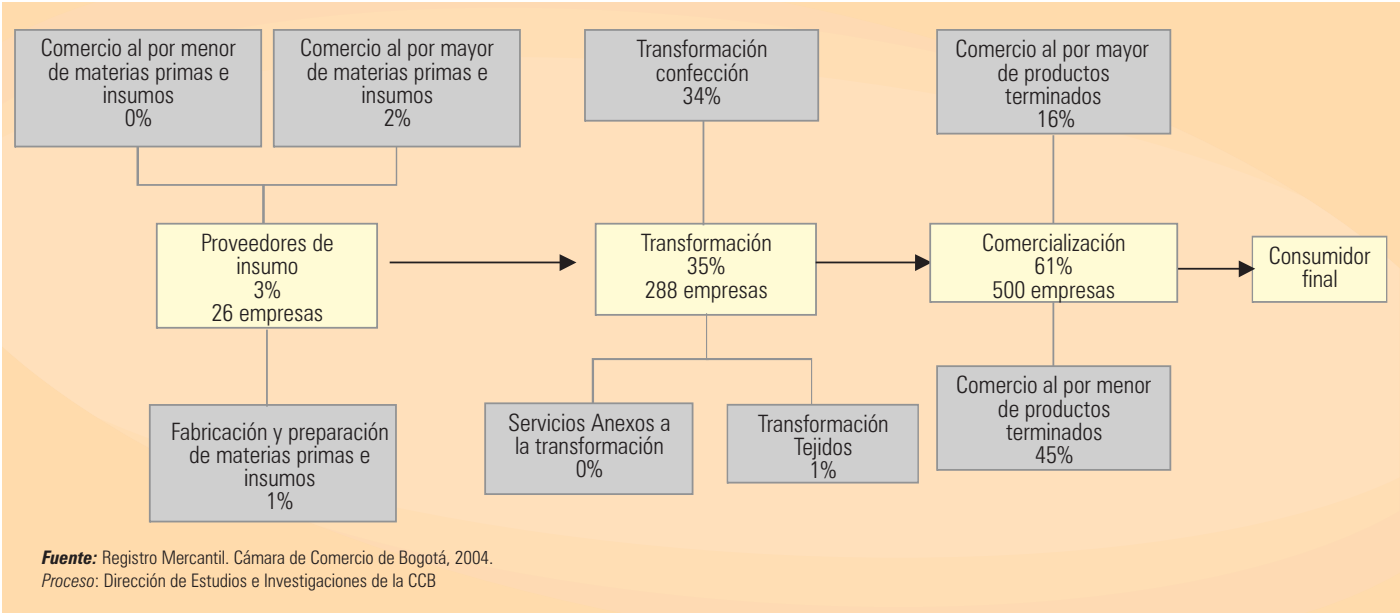 Comercio al por menor
de materias primas e
insumos
0%
Comercio al por mayor
de materias primas e
insumos
2%
Transformación
confección
34%
Comercio al por mayor
de productos
terminados
16%
Proveedores de
insumo
3%
26 empresas
Transformación
35%
288 empresas
Comercialización
61%
500 empresas
Consumidor
final
Fabricación y preparación
de materias primas e
insumos
1%
Servicios Anexos a
la transformación
0%
Transformación
Tejidos
1%
Comercio al por menor
de productos
terminados
45%
Fuente: Registro Mercantil. Cámara de Comercio de Bogotá, 2004.
Proceso: Dirección de Estudios e Investigaciones de la CCB